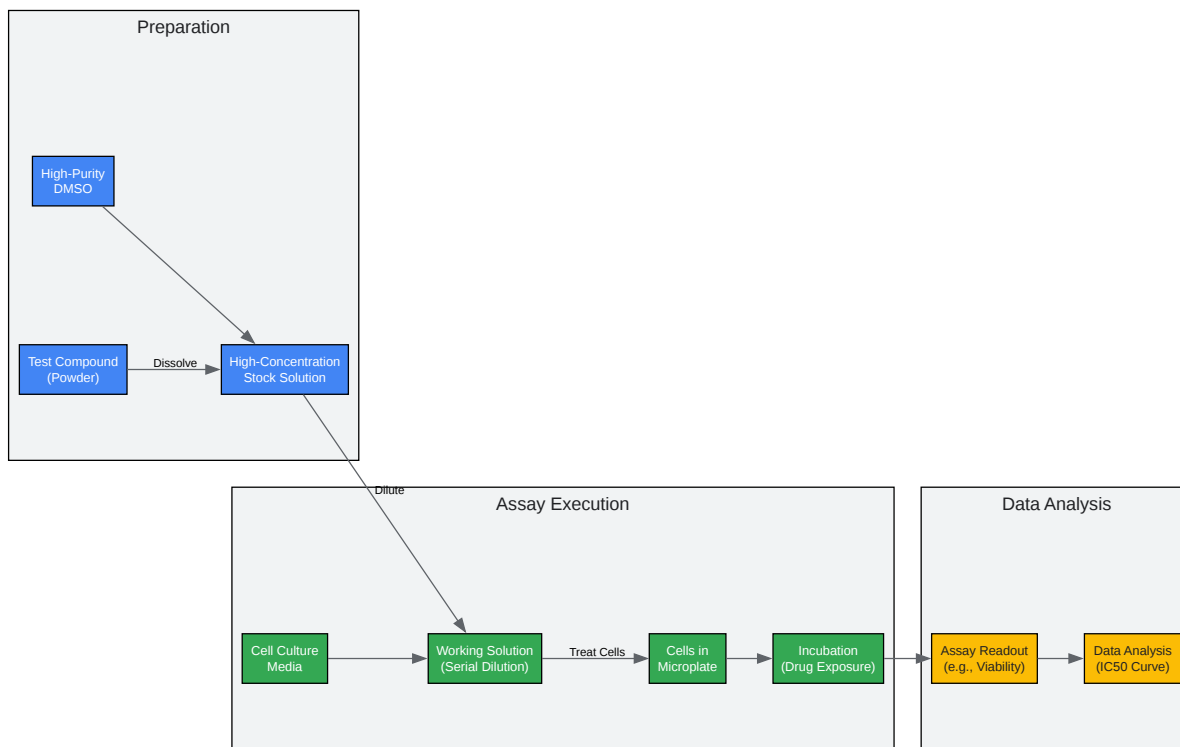 Preparation
High-Purity
DMSO
Test Compound
(Powder)
Dissolve
High-Concentration
Stock Solution
Dilute
Assay Execution
Cell Culture
Media
Working Solution
(Serial Dilution)
Treat Cells
Cells in
Microplate
Incubation
(Drug Exposure)
Data Analysis
Assay Readout
(e.g., Viability)
Data Analysis
(IC50 Curve)